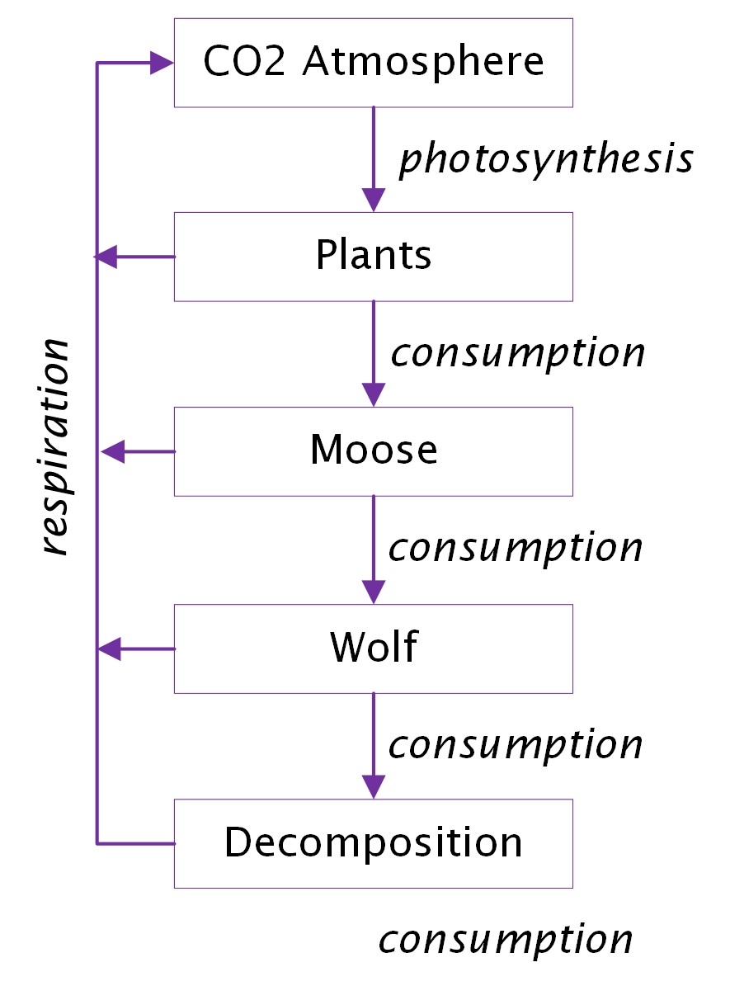 CO2 Atmosphere
photosynthesis
Plants
consumption
respiration
Moose
consumption
Wolf
consumption
Decomposition
consumption